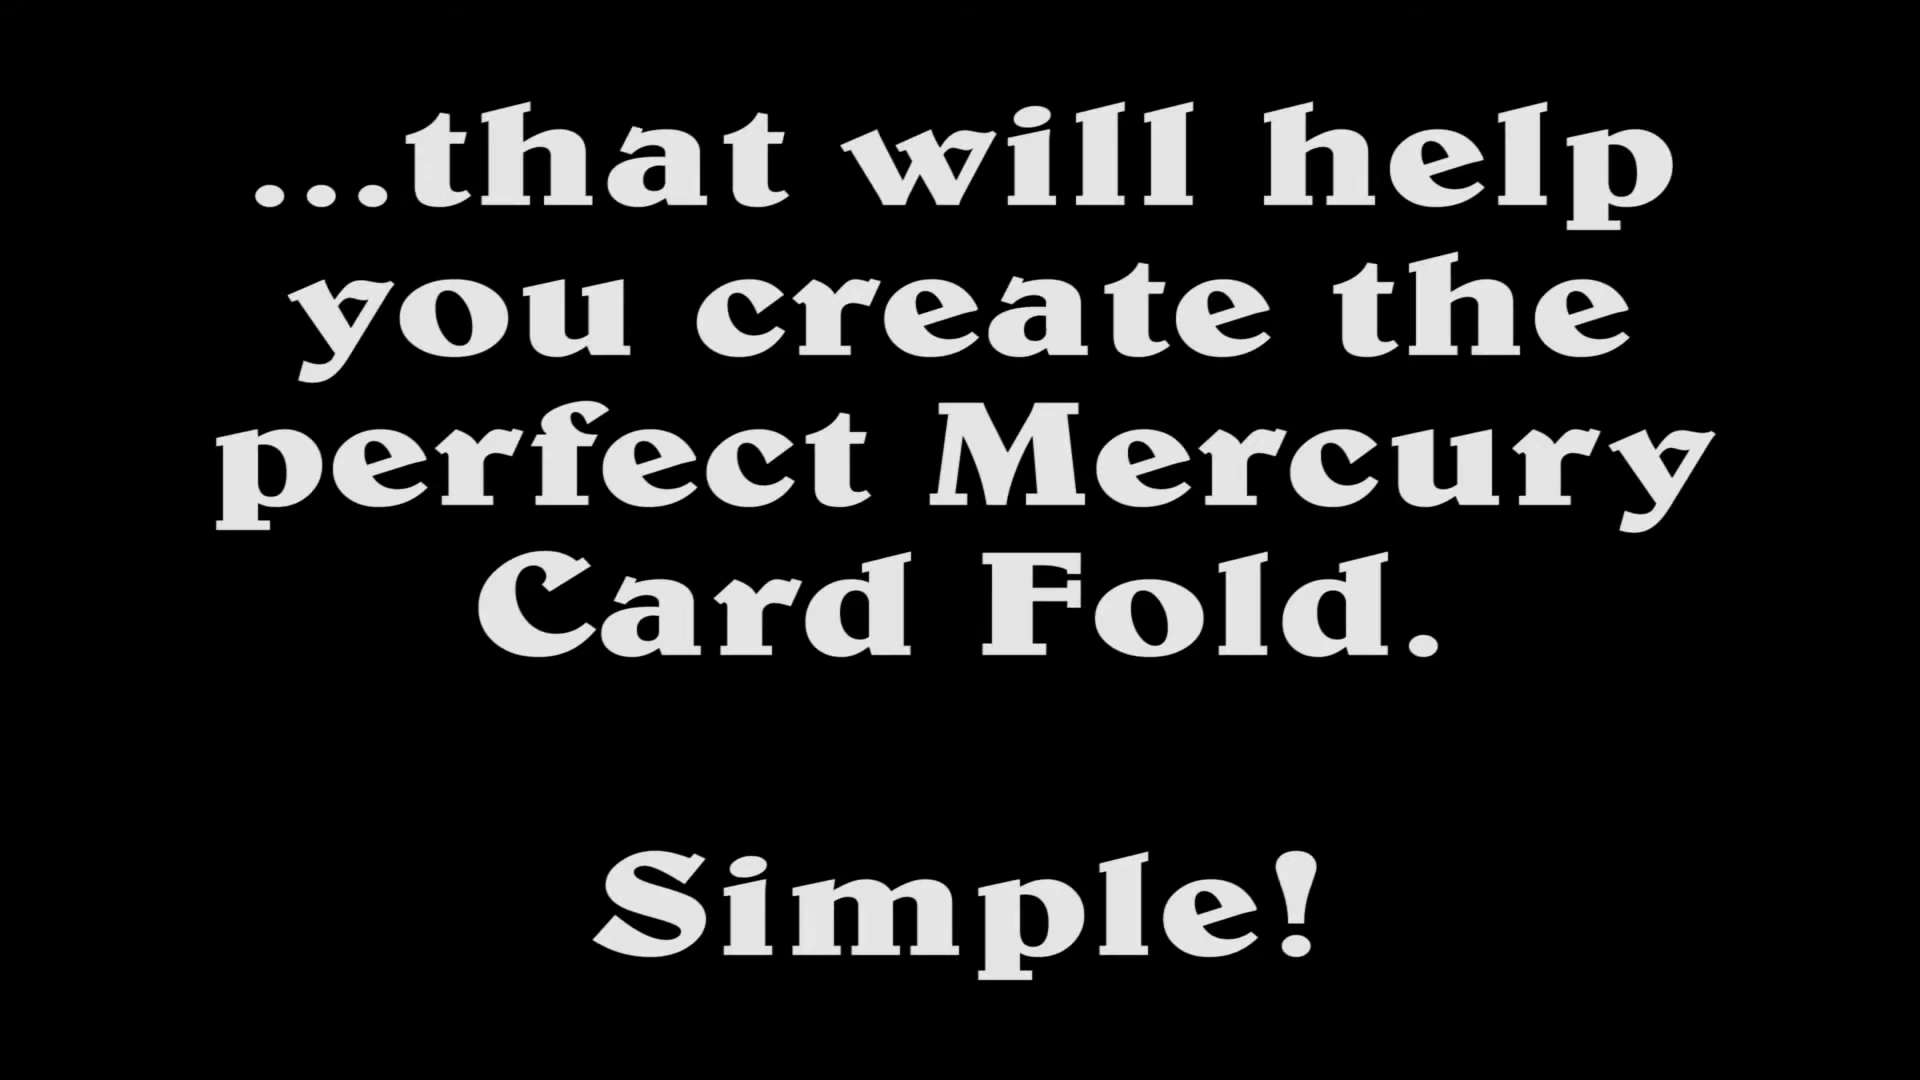 ...that will help
you create the
perfect Mercury
Card Fold.
Simple!